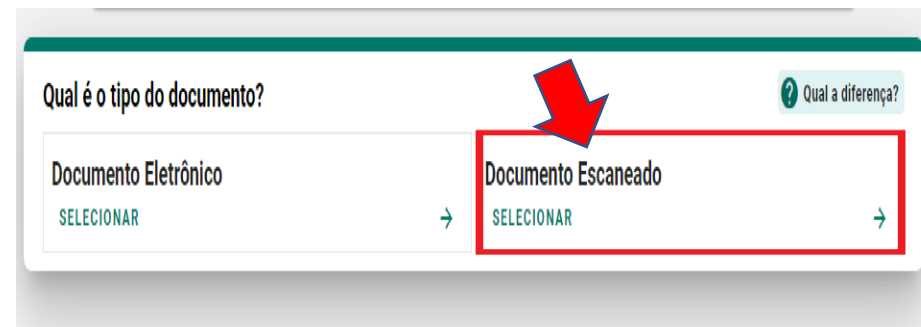 Qual é o tipo do documento?
Qual a diferença?
Documento Eletrônico
SELECIONAR
Documento Escaneado
SELECIONAR